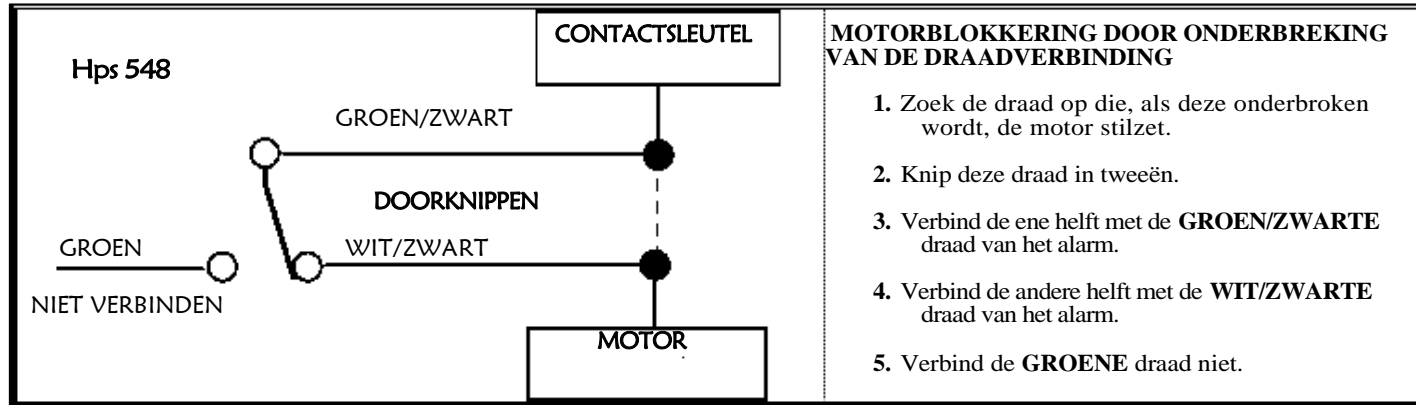 Hps 548
CONTACTSLEUTEL
GROEN/ZWART
DOORKNIPPEN
GROEN
WIT/ZWART
NIET VERBINDEN
MOTOR
MOTORBLOKKERING DOOR ONDERBREKING
VAN DE DRAADVERBINDING
1. Zoek de draad op die, als deze onderbroken
wordt, de motor stilzet.
2. Knip deze draad in tweeën.
3. Verbind de ene helft met de GROEN/ZWARTE
draad van het alarm.
4. Verbind de andere helft met de WIT/ZWARTE
draad van het alarm.
5. Verbind de GROENE draad niet.